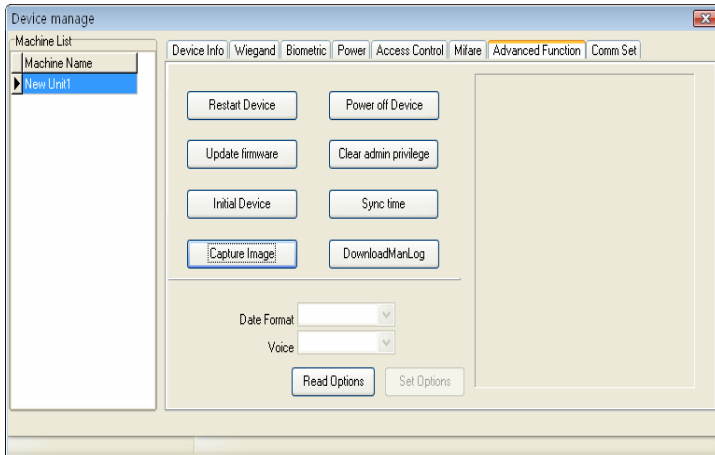 Device manage
Machine List
Machine Name
New Unit1
Device Info Wiegand Biometric Power Access Control Mifare Advanced Function Comm Set
Restart Device Power off Device
Update firmware Clear admin privilege
Initial Device Sync time
Capture Image DownloadManLog
Date Format
Voice
Read Options Set Options